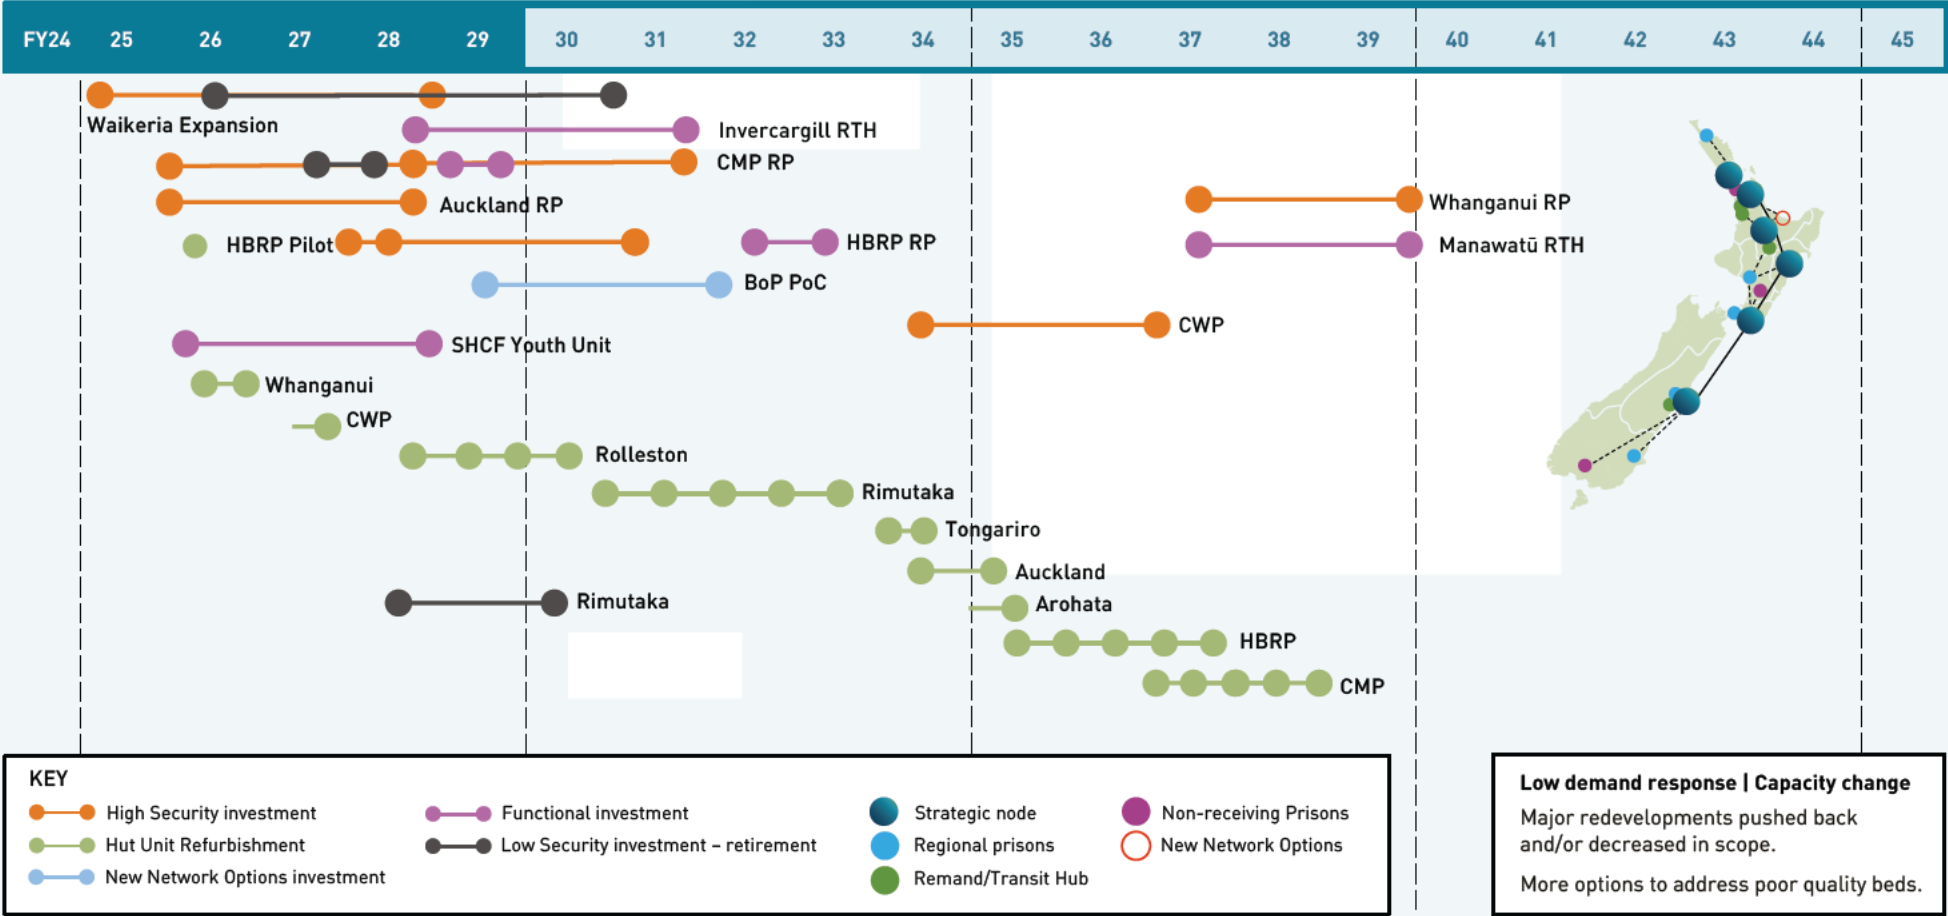 FY24 25 26 27 28 29 30 31 32 33 34 35 36 37 38 39 40 41 42 43 44 45
Waikeria Expansion
Invercargill RTH
CMP RP
Auckland RP
Whanganui RP
HBRP Pilot
HBRP RP
Manawatū RTH
BoP PoC
CWP
SHCF Youth Unit
Whanganui
CWP
Rolleston
Rimutaka
Tongariro
Auckland
Rimutaka
Arohata
HBRP
CMP
KEY
High Security investment
Hut Unit Refurbishment
New Network Options investment
Functional investment
Low Security investment – retirement
Strategic node
Regional prisons
Remand/Transit Hub
Non-receiving Prisons
New Network Options
Low demand response | Capacity change
Major redevelopments pushed back
and/or decreased in scope.
More options to address poor quality beds.